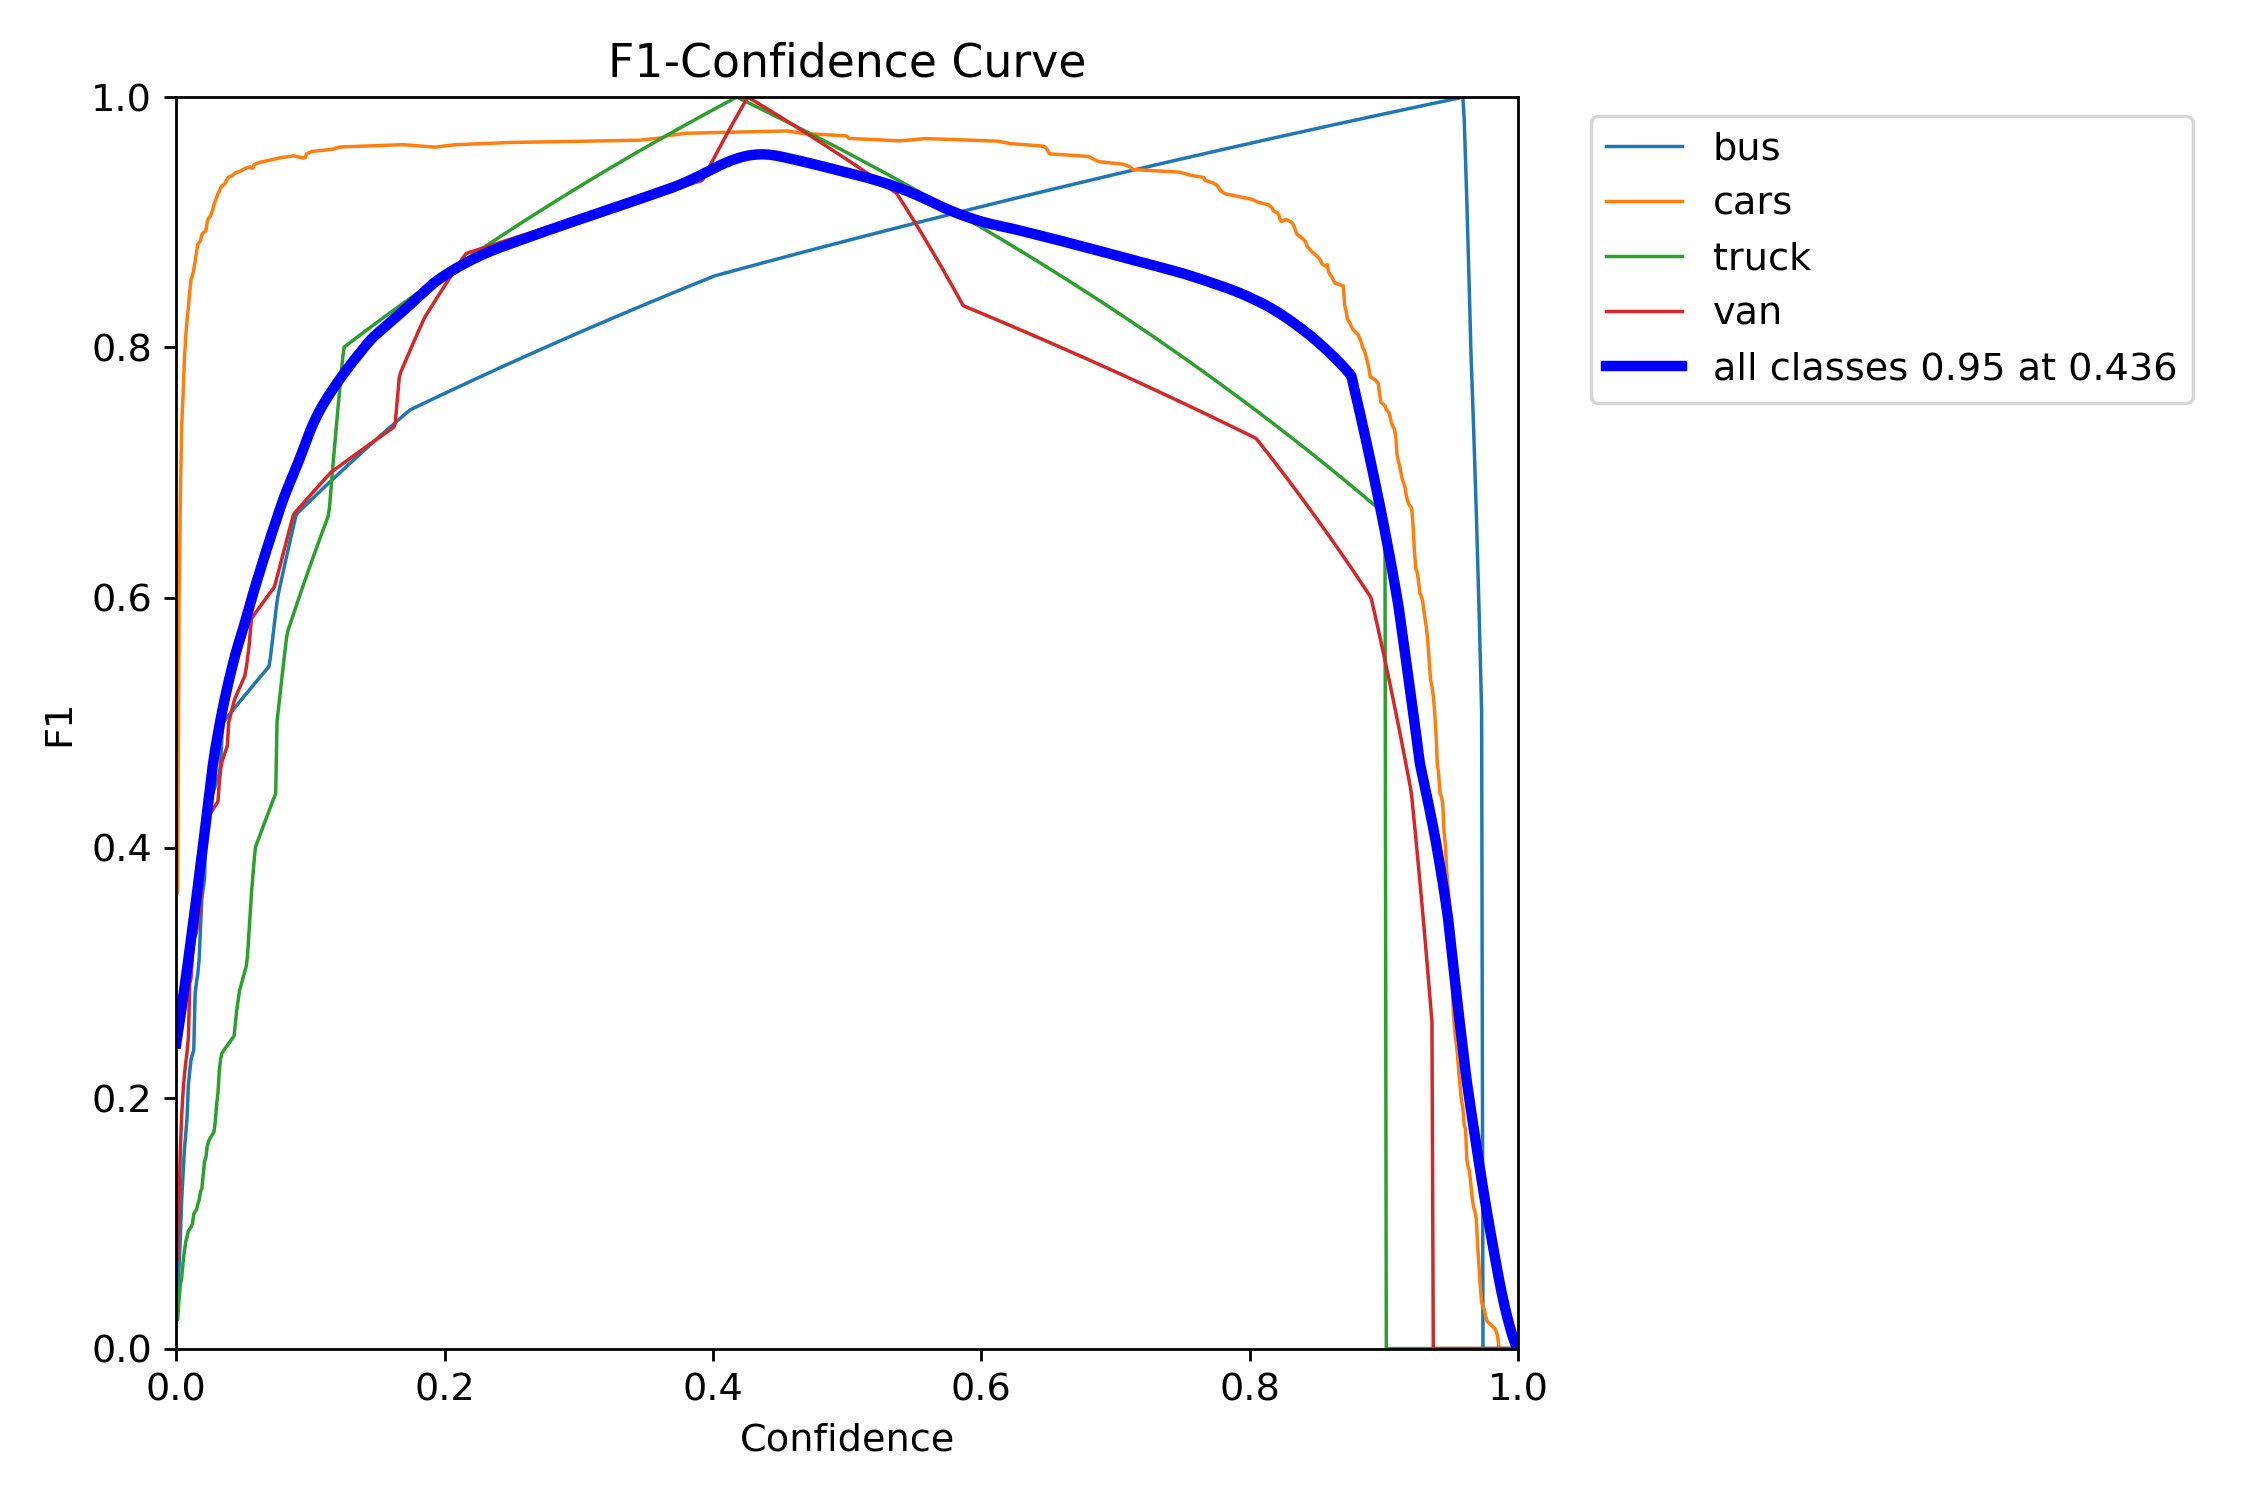 F1-Confidence Curve
1.0
0.8
0.6
0.4
0.2
0.0
F1
0.0 0.2 0.4 0.6 0.8 1.0
Confidence
bus
cars
truck
van
all classes 0.95 at 0.436